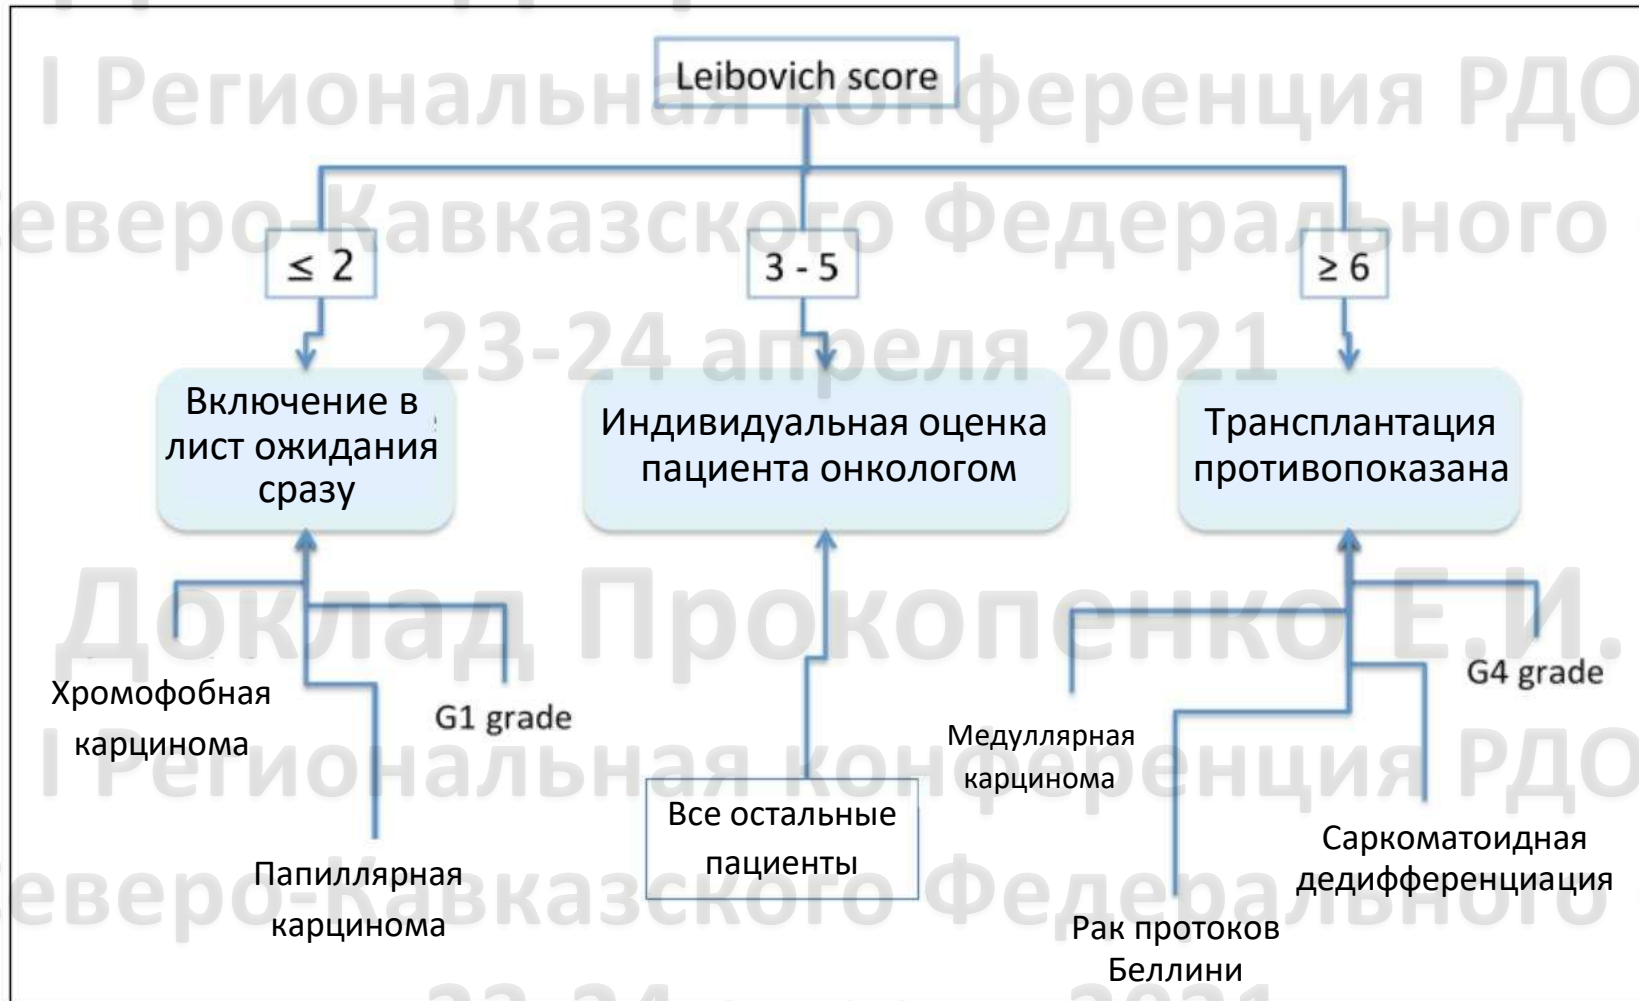 I Региональная конференция РДО
Leibovich score
еверо-Кавказского Федерального
≤ 2
3 - 5
≥ 6
23-24 апреля 2021
Включение в
лист ожидания
сразу
Индивидуальная оценка
пациента онкологом
Трансплантация
противопоказана
Доклад Прокопенко Е.И.
Хромофобная
карцинома
G1 grade
G4 grade
I Региональная конференция РДО
Медуллярная
карцинома
Все остальные
пациенты
Саркоматоидная
дедифференциация
Папиллярная
карцинома
еверо-Кавказского Федерального
Рак протоков
Беллини
23-24 апреля 2021